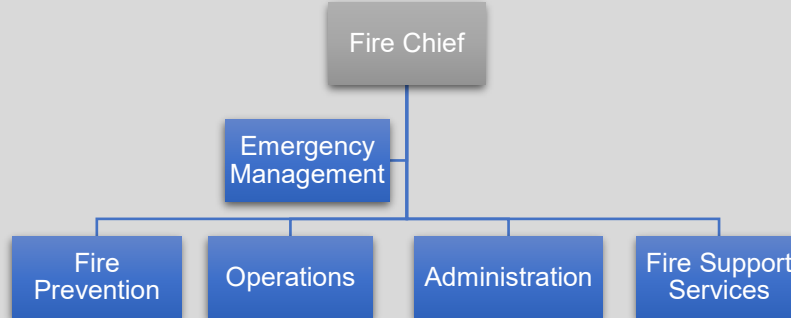 Fire Chief
Emergency
Management
Fire
Prevention
Operations
Administration
Fire Support
Services